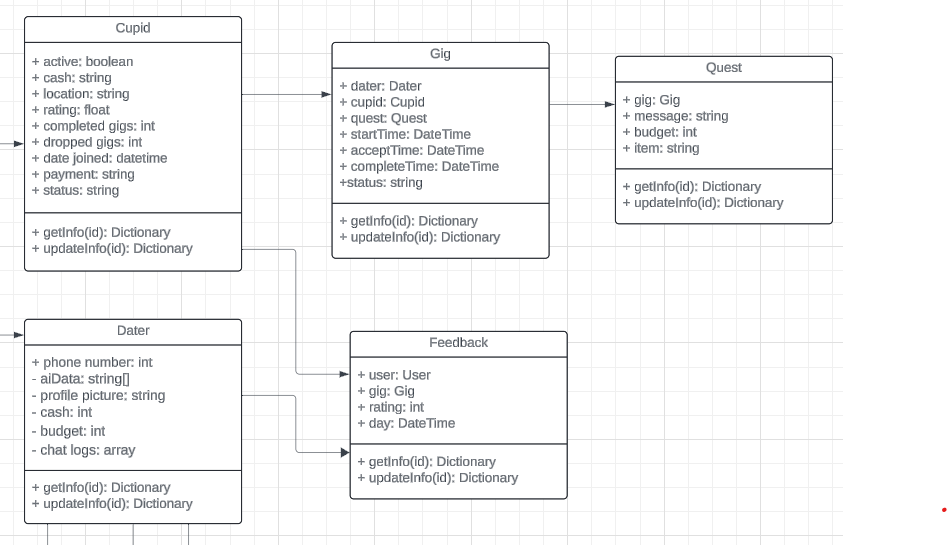 Cupid
+ active: boolean
+ cash: string
+ location: string
+ rating: float
+ completed gigs: int
+ dropped gigs: int
+ date joined: datetime
+ payment: string
+ status: string
+ getInfo(id): Dictionary
+ updateInfo(id): Dictionary
Gig
+ dater: Dater
+ cupid: Cupid
+ quest: Quest
+ startTime: DateTime
+ acceptTime: DateTime
+ completeTime: DateTime
+status: string
+ getInfo(id): Dictionary
+ updateInfo(id): Dictionary
Quest
+ gig: Gig
+ message: string
+ budget: int
+ item: string
+ getInfo(id): Dictionary
+ updateInfo(id): Dictionary
Dater
+ phone number: int
- aiData: string[]
- profile picture: string
- cash: int
- budget: int
- chat logs: array
+ getInfo(id): Dictionary
+ updateInfo(id): Dictionary
Feedback
+ user: User
+ gig: Gig
+ rating: int
+ day: DateTime
+ getInfo(id): Dictionary
+ updateInfo(id): Dictionary